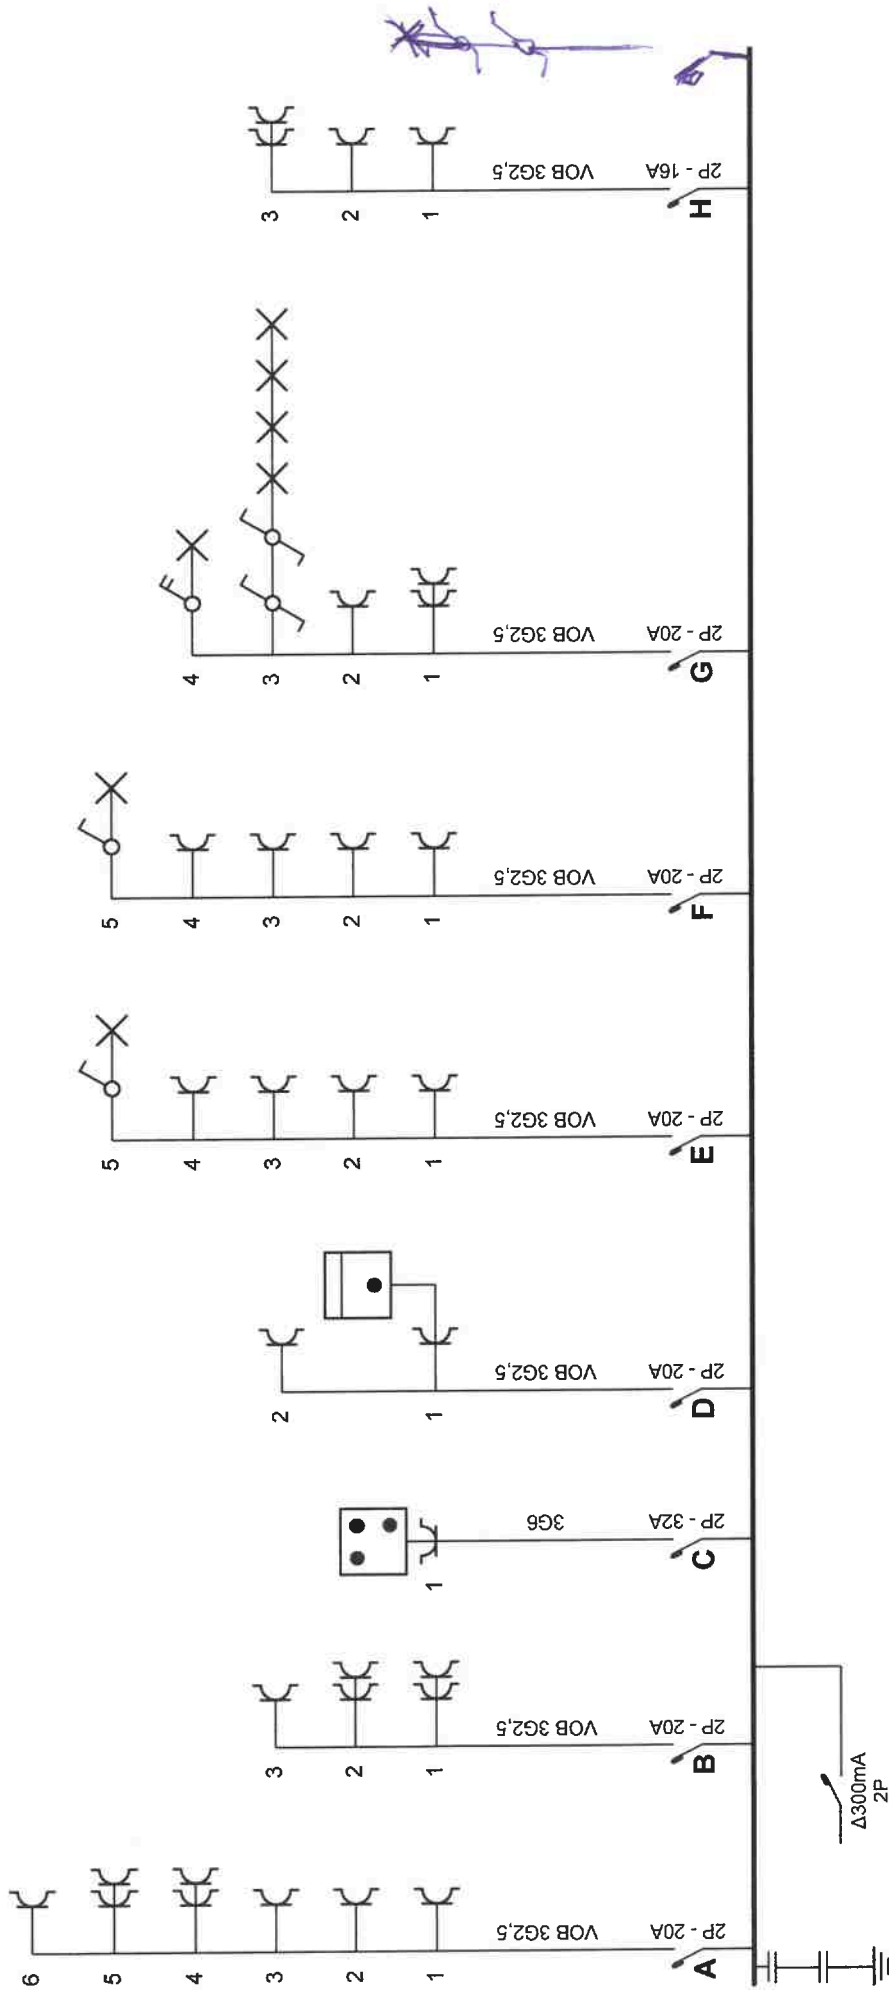 6
5
4
3
2
1
VOB 3G2,5
2P - 20A
A
3
2
1
VOB 3G2,5
2P - 20A
B
1
3G6
2P - 32A
C
2
1
VOB 3G2,5
2P - 20A
D
5
4
3
2
1
VOB 3G2,5
2P - 20A
E
5
4
3
2
1
VOB 3G2,5
2P - 20A
F
4
3
2
1
VOB 3G2,5
2P - 20A
G
3
2
1
VOB 3G2,5
2P - 16A
H
Δ300mA
2P